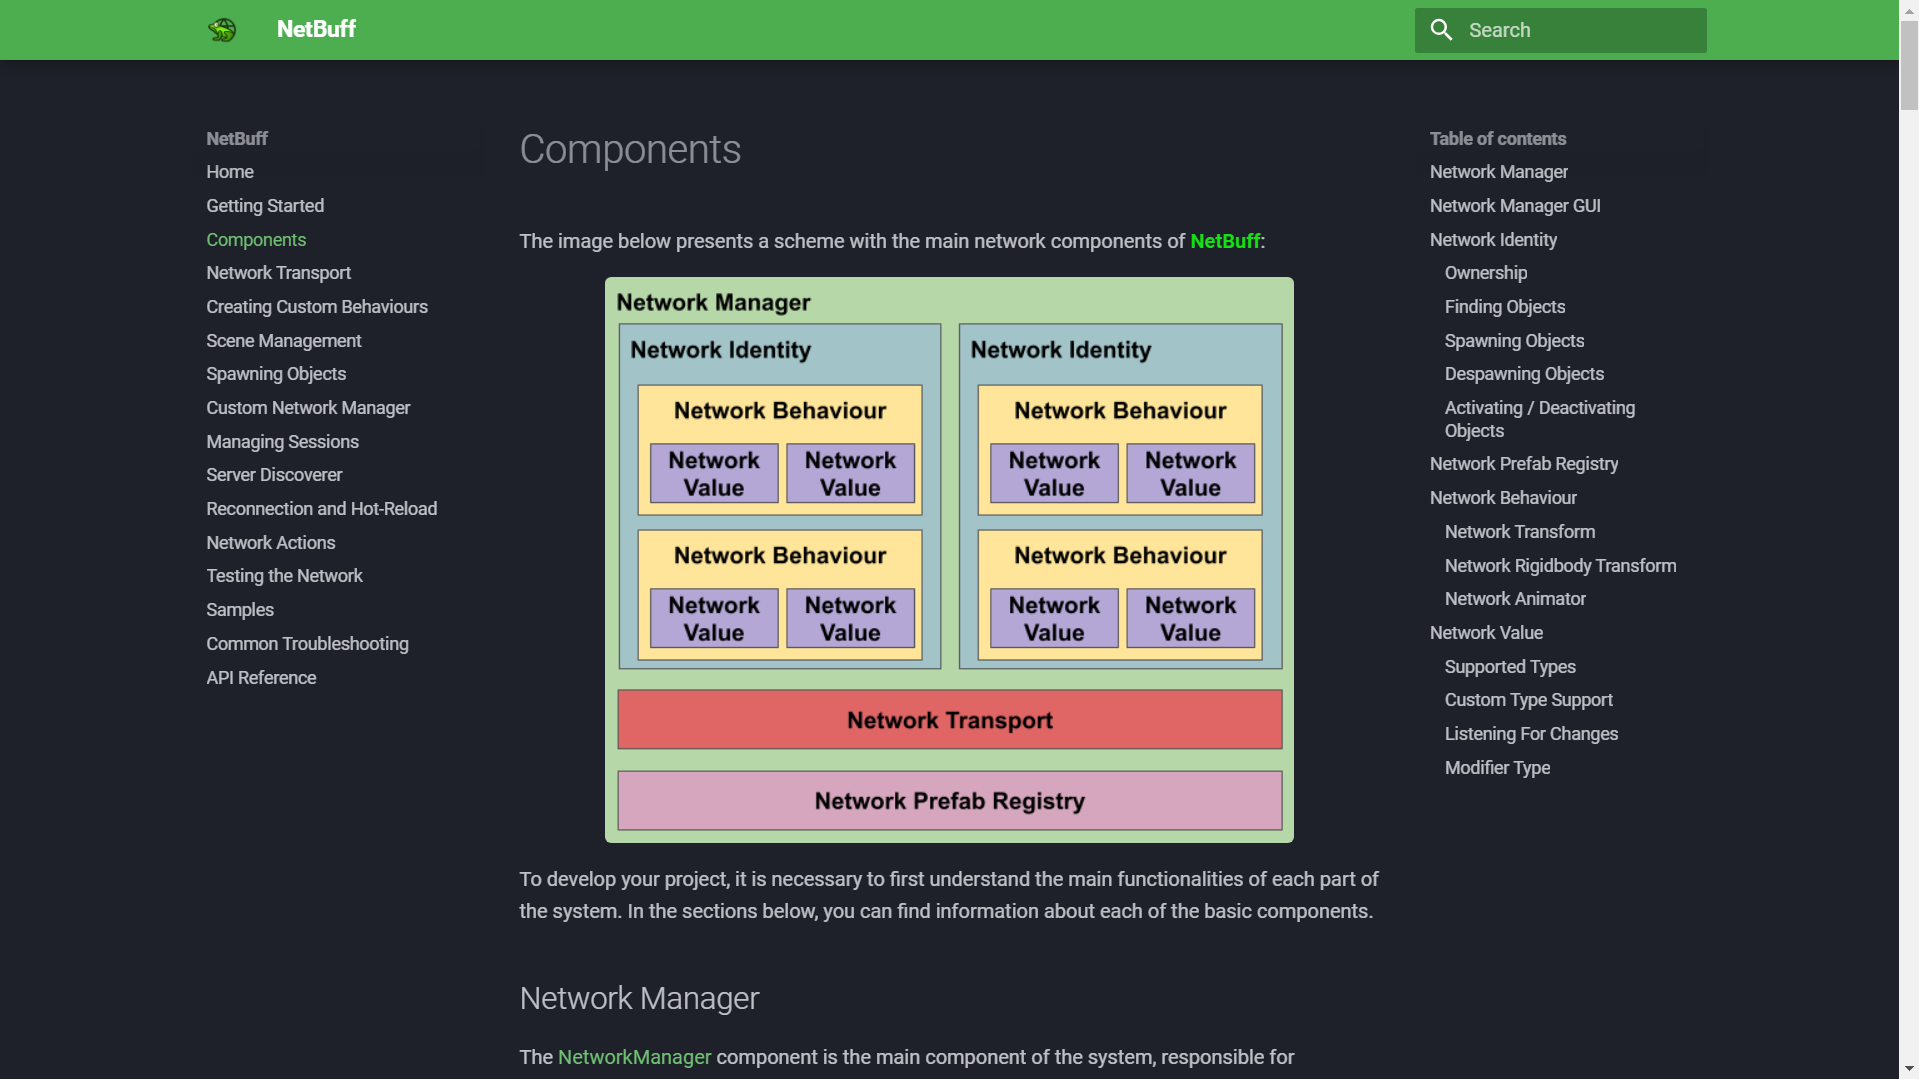 NetBuff
Search
NetBuff
Home
Getting Started
Components
Network Transport
Creating Custom Behaviours
Scene Management
Spawning Objects
Custom Network Manager
Managing Sessions
Server Discoverer
Reconnection and Hot-Reload
Network Actions
Testing the Network
Samples
Common Troubleshooting
API Reference
Components
The image below presents a scheme with the main network components of NetBuff:
Network Manager
Network Identity
Network Behaviour
Network
Value
Network
Value
Network Behaviour
Network
Value
Network
Value
Network Identity
Network Behaviour
Network
Value
Network
Value
Network Behaviour
Network
Value
Network
Value
Network Transport
Network Prefab Registry
To develop your project, it is necessary to first understand the main functionalities of each part of
the system. In the sections below, you can find information about each of the basic components.
Network Manager
The NetworkManager component is the main component of the system, responsible for
Table of contents
Network Manager
Network Manager GUI
Network Identity
Ownership
Finding Objects
Spawning Objects
Despawning Objects
Activating / Deactivating
Objects
Network Prefab Registry
Network Behaviour
Network Transform
Network Rigidbody Transform
Network Animator
Network Value
Supported Types
Custom Type Support
Listening For Changes
Modifier Type